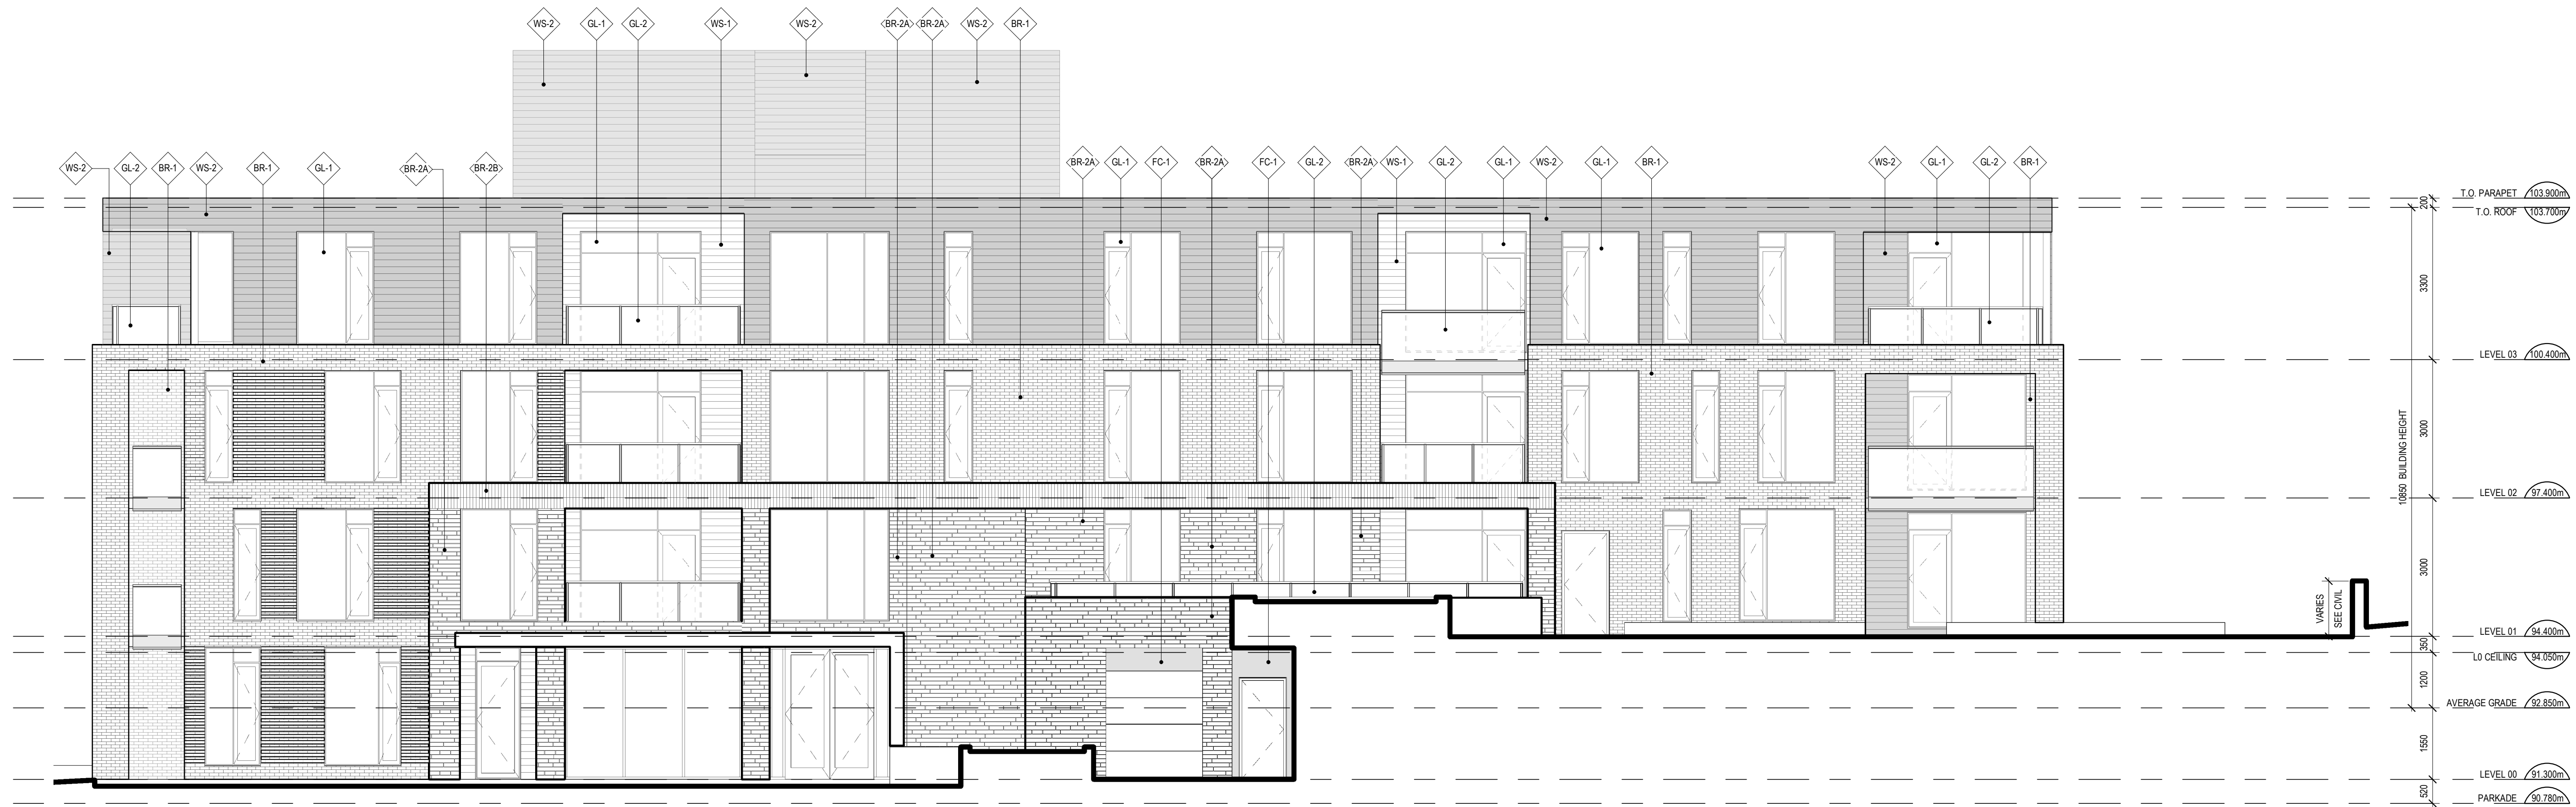 WS-2
GL-1
GL-2
WS-1
WS-2
BR-2A
BR-2A
WS-2
BR-1
WS-2
GL-2
BR-1
WS-2
BR-1
GL-1
BR-2A
BR-2B
BR-2A
GL-1
FC-1
BR-2A
FC-1
GL-2
BR-2A
WS-1
GL-2
GL-1
WS-2
GL-1
BR-1
WS-2
GL-1
GL-2
BR-1
T.O. PARAPET 103.900m
200
T.O. ROOF 103.700m
3300
LEVEL 03 100.400m
3000
10850 BUILDING HEIGHT
LEVEL 02 97.400m
3000
VARIES
SEE CIVIL
LEVEL 01 94.400m
350
L0 CEILING 94.050m
1200
AVERAGE GRADE 92.850m
1550
LEVEL 00 91.300m
520
PARKADE 90.780m